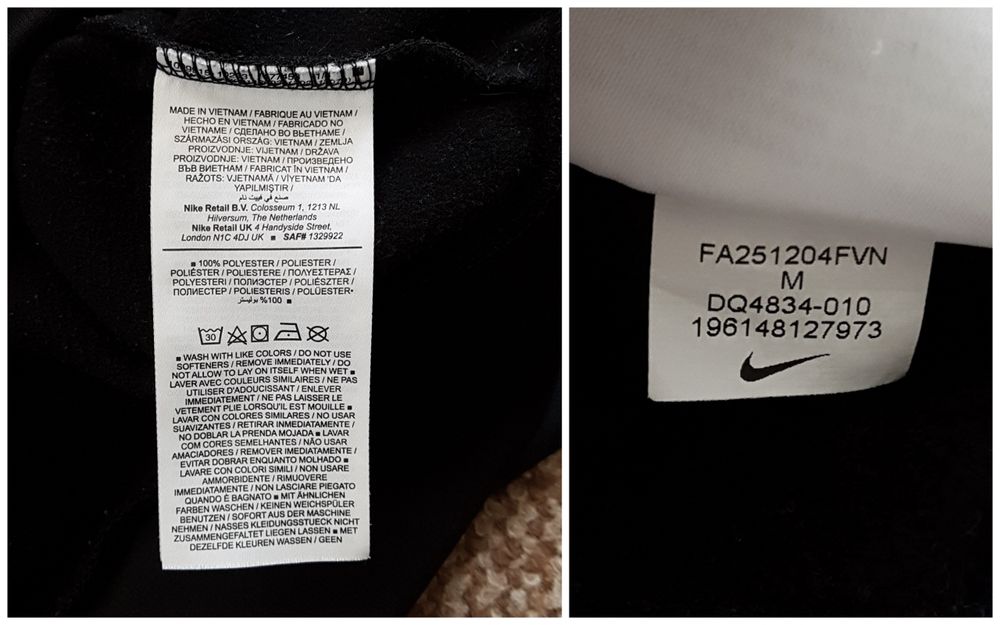 MADE IN VIETNAM / FABRIQUE AU VIETNAM /
HECHO EN VIETNAM / FABRICADO NO
VIETNAME / СДЕЛАНО ВО ВЬЕТНАМЕ /
SZÁRMAZÁSI ORSZÁG: VIETNAM / ZEMLJA
PROIZVODNJE: VIJETNAM / DRŽAVA
PROIZVODNJE: VIETNAM / ПРОИЗВЕДЕНО
ВЪВ ВИЕТНАМ / FABRICAT ÎN VIETNAM /
RAŽOTS: VJETNAMĀ / VİYETNAM 'DA
YAPILMIŞTIR /
صنع في فييت نام
Nike Retail B.V. Colosseum 1, 1213 NL
Hilversum, The Netherlands
Nike Retail UK 4 Handyside Street,
London N1C 4DJ UK ■ SAF# 1329922
■ 100% POLYESTER / POLIESTER /
POLIÉSTER / POLIESTERE / ΠΟΛΥΕΣΤΕΡΑΣ /
POLYESTERI / ПОЛИЭСТЕР / POLIÉSZTER /
ПОЛИЕСТЕР / POLIESTERIS / POLÜESTER•
100% بوليستر ■
30
■ WASH WITH LIKE COLORS / DO NOT USE
SOFTENERS / REMOVE IMMEDIATELY / DO
NOT ALLOW TO LAY ON ITSELF WHEN WET ■
LAVER AVEC COULEURS SIMILAIRES / NE PAS
UTILISER D'ADOUCISSANT / ENLEVER
IMMEDIATEMENT / NE PAS LAISSER LE
VETEMENT PLIE LORSQU'IL EST MOUILLE ■
LAVAR CON COLORES SIMILARES / NO USAR
SUAVIZANTES / RETIRAR INMEDIATAMENTE /
NO DOBLAR LA PRENDA MOJADA ■ LAVAR
COM CORES SEMELHANTES / NÃO USAR
AMACIADORES / REMOVER IMEDIATAMENTE /
EVITAR DOBRAR ENQUANTO MOLHADO ■
LAVARE CON COLORI SIMILI / NON USARE
AMMORBIDENTE / RIMUOVERE
IMMEDIATAMENTE / NON LASCIARE PIEGATO
QUANDO È BAGNATO ■ MIT ÄHNLICHEN
FARBEN WASCHEN / KEINEN WEICHSPÜLER
BENUTZEN / SOFORT AUS DER MASCHINE
NEHMEN / NASSES KLEIDUNGSSTUECK NICHT
ZUSAMMENGEFALTET LIEGEN LASSEN ■ MET
DEZELFDE KLEUREN WASSEN / GEEN
FA251204FVN
M
DQ4834-010
196148127973